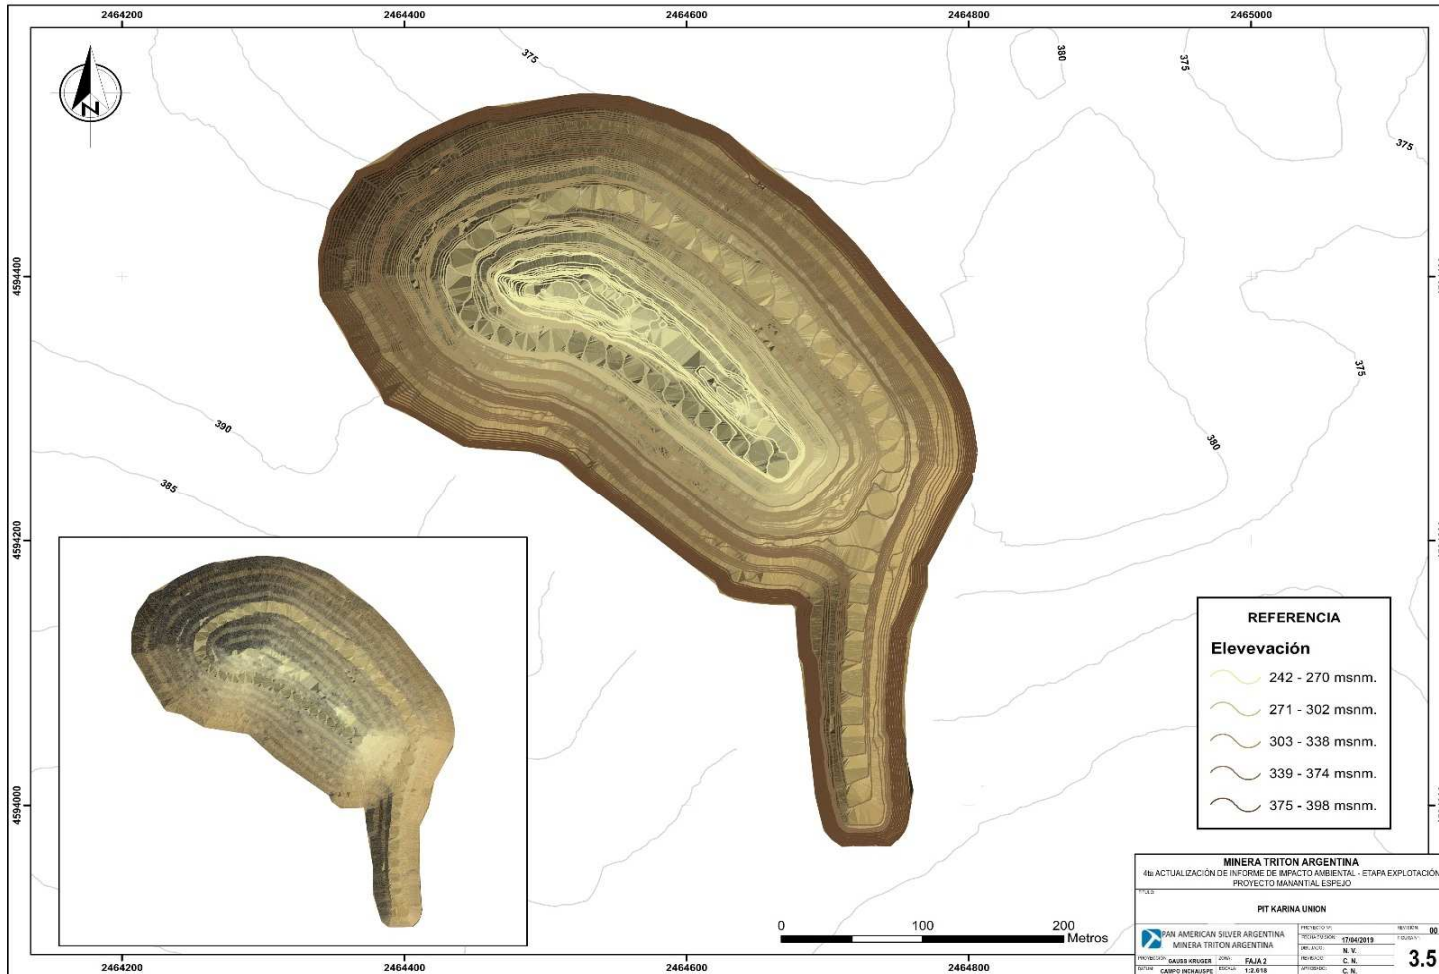 2464200 2464400 2464600 2464800 2465000
375
380
375
375
N
4594400
375
390
380
385
4594200
REFERENCIA
Elevevación
242 - 270 msnm.
271 - 302 msnm.
303 - 338 msnm.
339 - 374 msnm.
375 - 398 msnm.
4594000
MINERA TRITON ARGENTINA
4ta ACTUALIZACIÓN DE INFORME DE IMPACTO AMBIENTAL - ETAPA EXPLOTACIÓN
PROYECTO MANANTIAL ESPEJO
PIT KARINA UNION
0 100 200
Metros
PAN AMERICAN SILVER ARGENTINA
MINERA TRITON ARGENTINA
REVISIÓN: 00
17/04/2019
N. V.
C. N.
C. N.
3.5
GAUSS KRUGER ZONA: FAJA 2
CAMPO INCHAUSPE ESCALA: 1:2.618
2464200 2464400 2464600 2464800